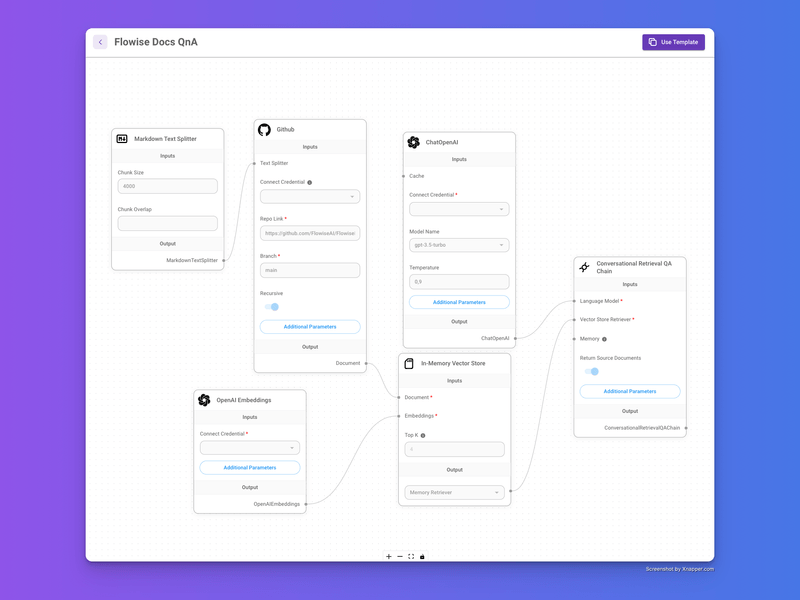 Flowise Docs QnA
Use Template
Markdown Text Splitter
Inputs
Chunk Size
4000
Chunk Overlap
Output
MarkdownTextSplitter
Github
Inputs
Text Splitter
Connect Credential
Repo Link *
https://github.com/FlowiseAI/Flowise
Branch *
main
Recursive
Additional Parameters
Output
Document
ChatOpenAI
Inputs
Cache
Connect Credential *
Model Name
gpt-3.5-turbo
Temperature
0.9
Additional Parameters
Output
ChatOpenAI
OpenAI Embeddings
Inputs
Connect Credential *
Additional Parameters
Output
OpenAIEmbeddings
In-Memory Vector Store
Inputs
Document *
Embeddings *
Top K
Output
Memory Retriever
Conversational Retrieval QA
Chain
Inputs
Language Model *
Vector Store Retriever *
Memory
Return Source Documents
Additional Parameters
Output
ConversationalRetrievalQAChain
Screenshot by Xnapper.com